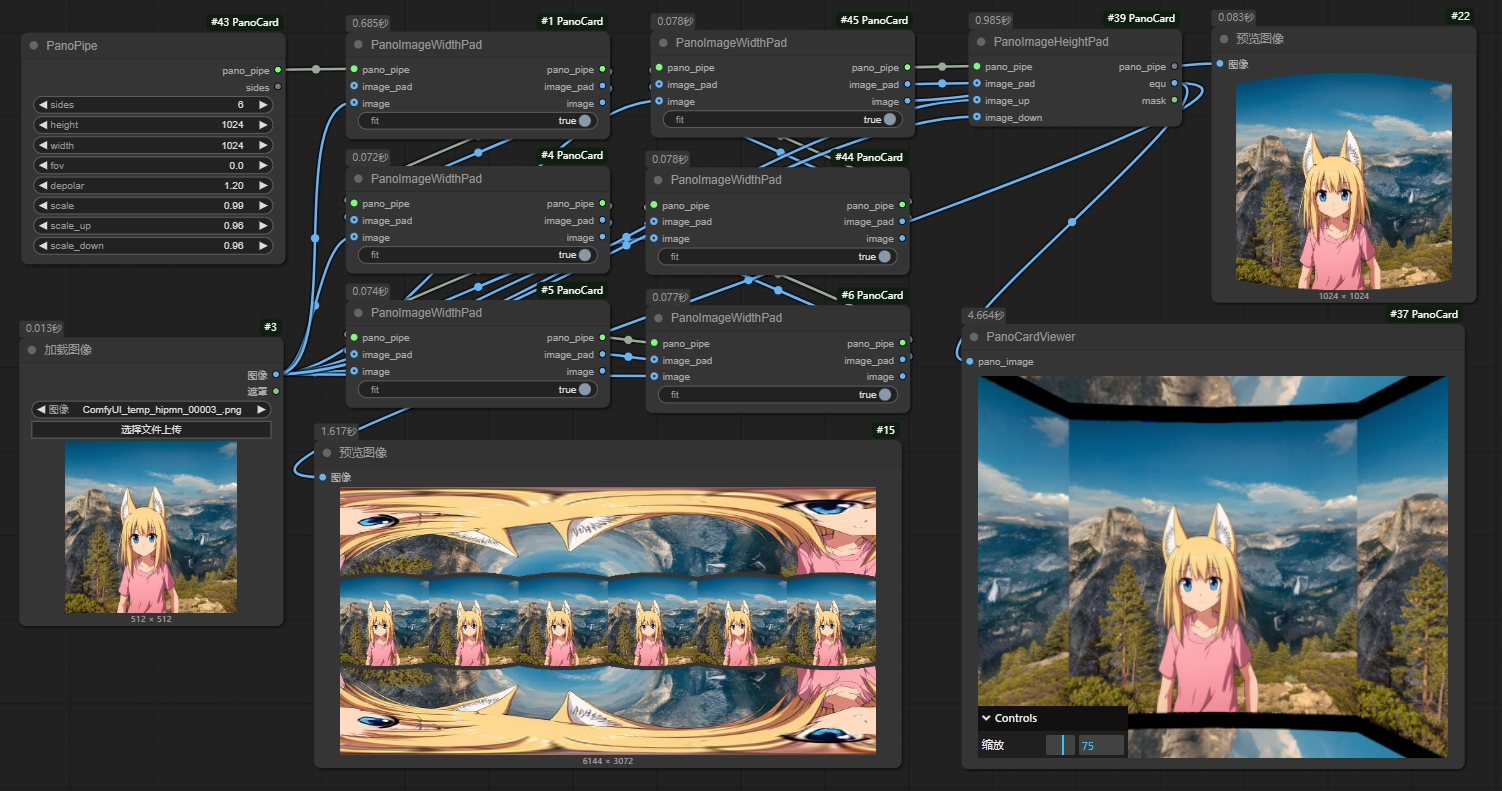 #43 PanoCard
PanoPipe
pano_pipe
sides
sides 6
height 1024
width 1024
fov 0.0
depolar 1.20
scale 0.99
scale_up 0.96
scale_down 0.96
0.013秒
#3
加载图像
图像
遮罩
图像 ComfyUI_temp_hipmn_00003_.png
选择文件上传
512 × 512
0.685秒
#1 PanoCard
PanoImageWidthPad
pano_pipe pano_pipe
image_pad image_pad
image image
fit true
0.072秒
#4 PanoCard
PanoImageWidthPad
pano_pipe pano_pipe
image_pad image_pad
image image
fit true
0.074秒
#5 PanoCard
PanoImageWidthPad
pano_pipe pano_pipe
image_pad image_pad
image image
fit true
0.078秒
#45 PanoCard
PanoImageWidthPad
pano_pipe pano_pipe
image_pad image_pad
image image
fit true
0.078秒
#44 PanoCard
PanoImageWidthPad
pano_pipe pano_pipe
image_pad image_pad
image image
fit true
0.077秒
#6 PanoCard
PanoImageWidthPad
pano_pipe pano_pipe
image_pad image_pad
image image
fit true
1.617秒
#15
预览图像
图像
6144 × 3072
0.985秒
#39 PanoCard
PanoImageHeightPad
pano_pipe pano_pipe
image_pad equ
image_up mask
image_down
0.083秒
#22
预览图像
图像
1024 × 1024
4.664秒
#37 PanoCard
PanoCardViewer
pano_image
Controls
缩放 75